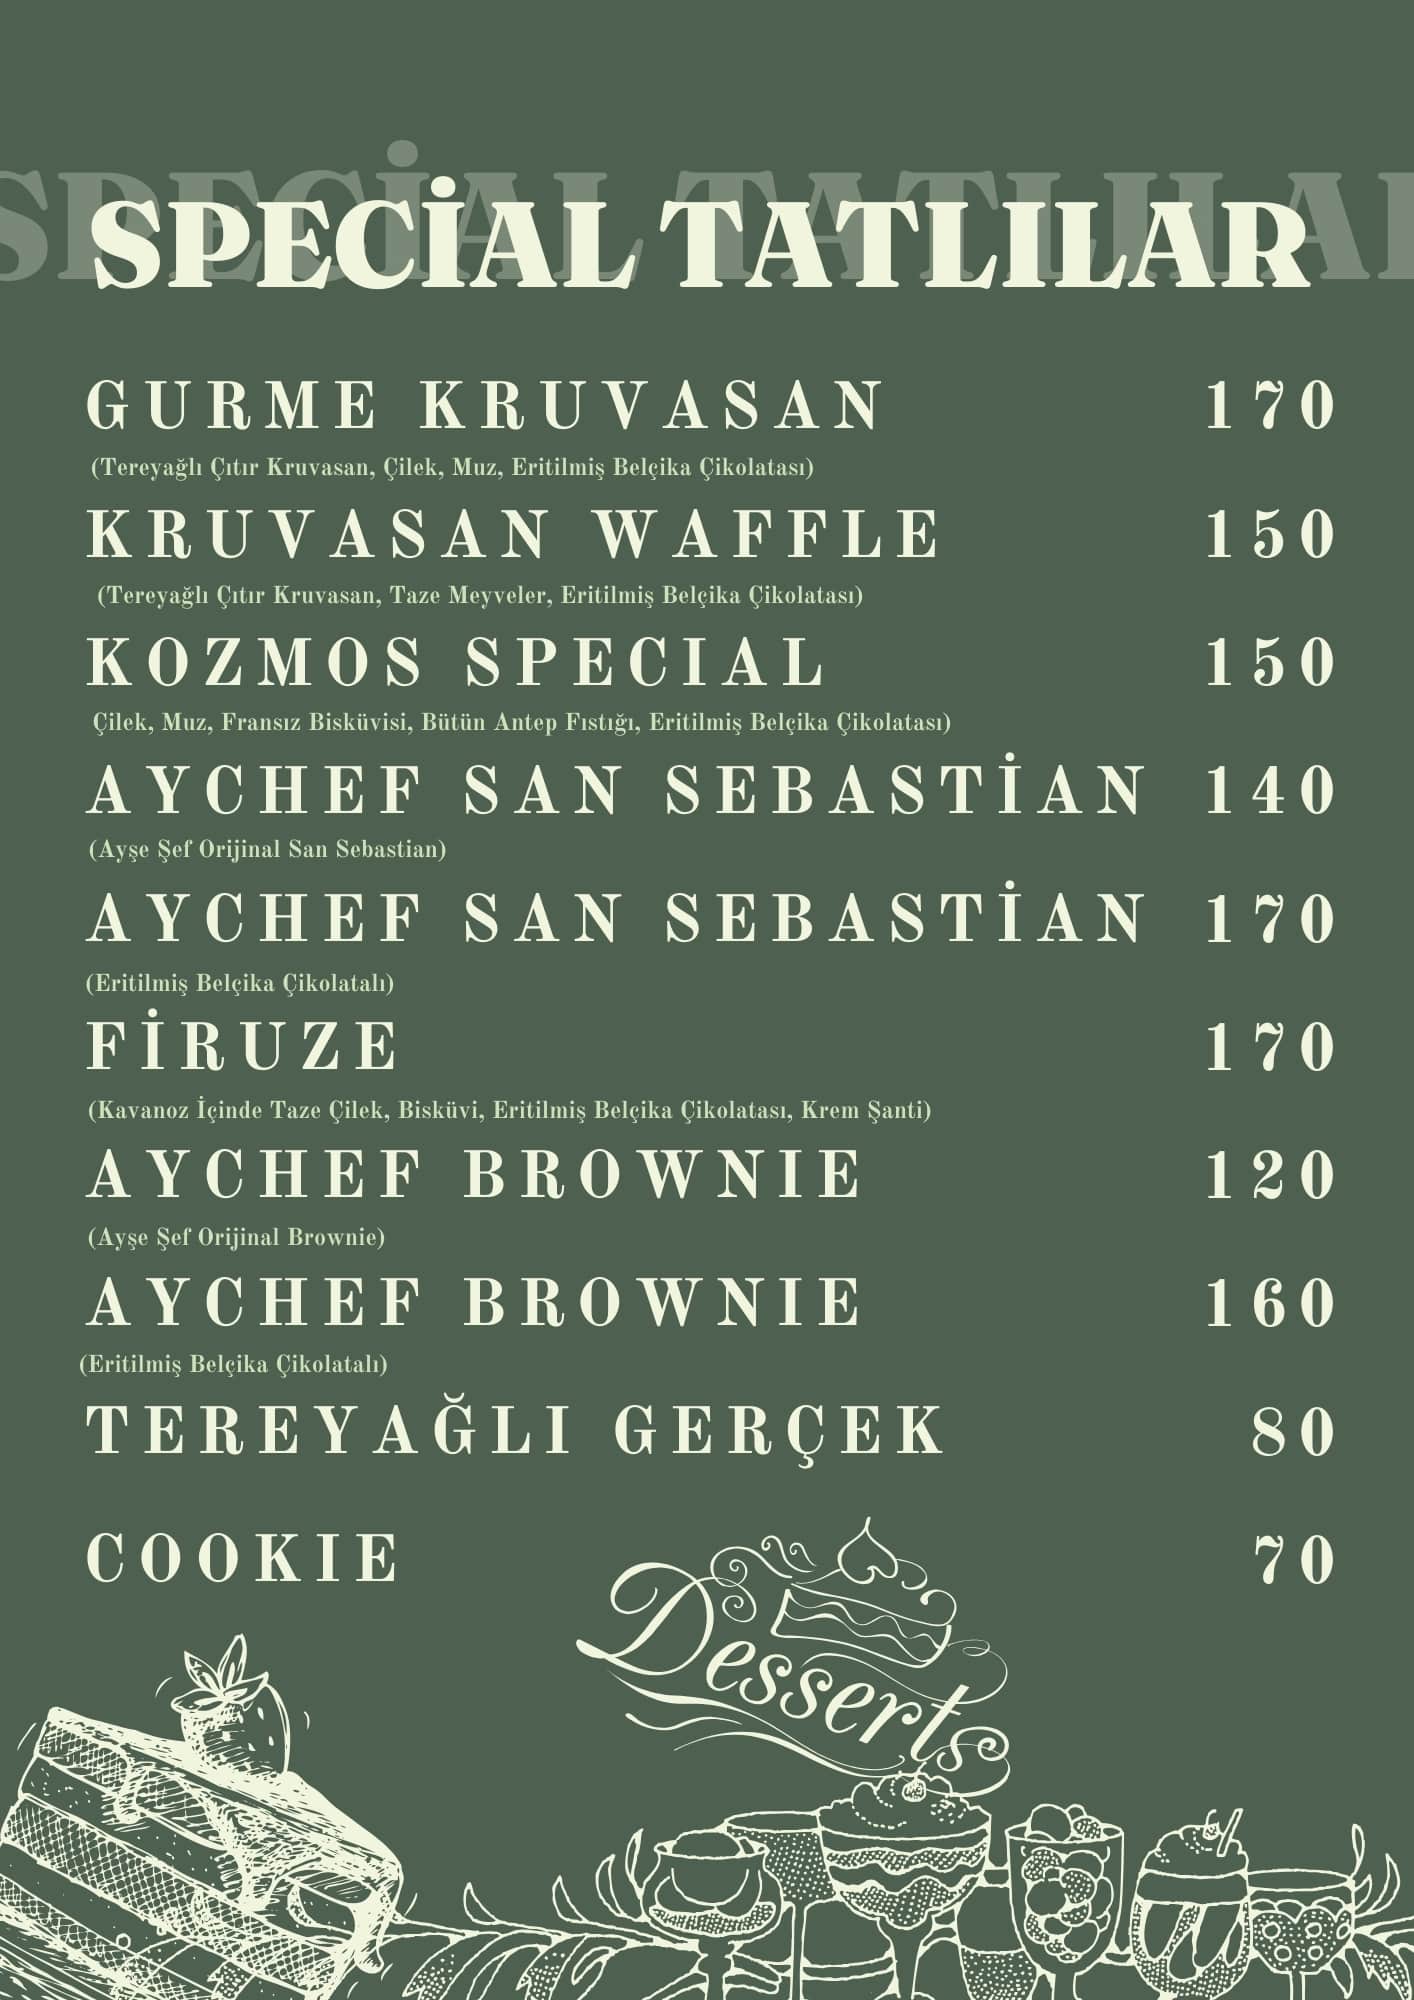 SPECİAL TATLILAR
SPECİAL TATLILAR
GURME KRUVASAN 170
(Tereyağlı Çıtır Kruvasan, Çilek, Muz, Eritilmiş Belçika Çikolatası)
KRUVASAN WAFFLE 150
(Tereyağlı Çıtır Kruvasan, Taze Meyveler, Eritilmiş Belçika Çikolatası)
KOZMOS SPECIAL 150
Çilek, Muz, Fransız Bisküvisi, Bütün Antep Fıstığı, Eritilmiş Belçika Çikolatası)
AYCHEF SAN SEBASTİAN 140
(Ayşe Şef Orijinal San Sebastian)
AYCHEF SAN SEBASTİAN 170
(Eritilmiş Belçika Çikolatalı)
FİRUZE 170
(Kavanoz İçinde Taze Çilek, Bisküvi, Eritilmiş Belçika Çikolatası, Krem Şanti)
AYCHEF BROWNIE 120
(Ayşe Şef Orijinal Brownie)
AYCHEF BROWNIE 160
(Eritilmiş Belçika Çikolatalı)
TEREYAĞLI GERÇEK 80
COOKIE 70
Desserts